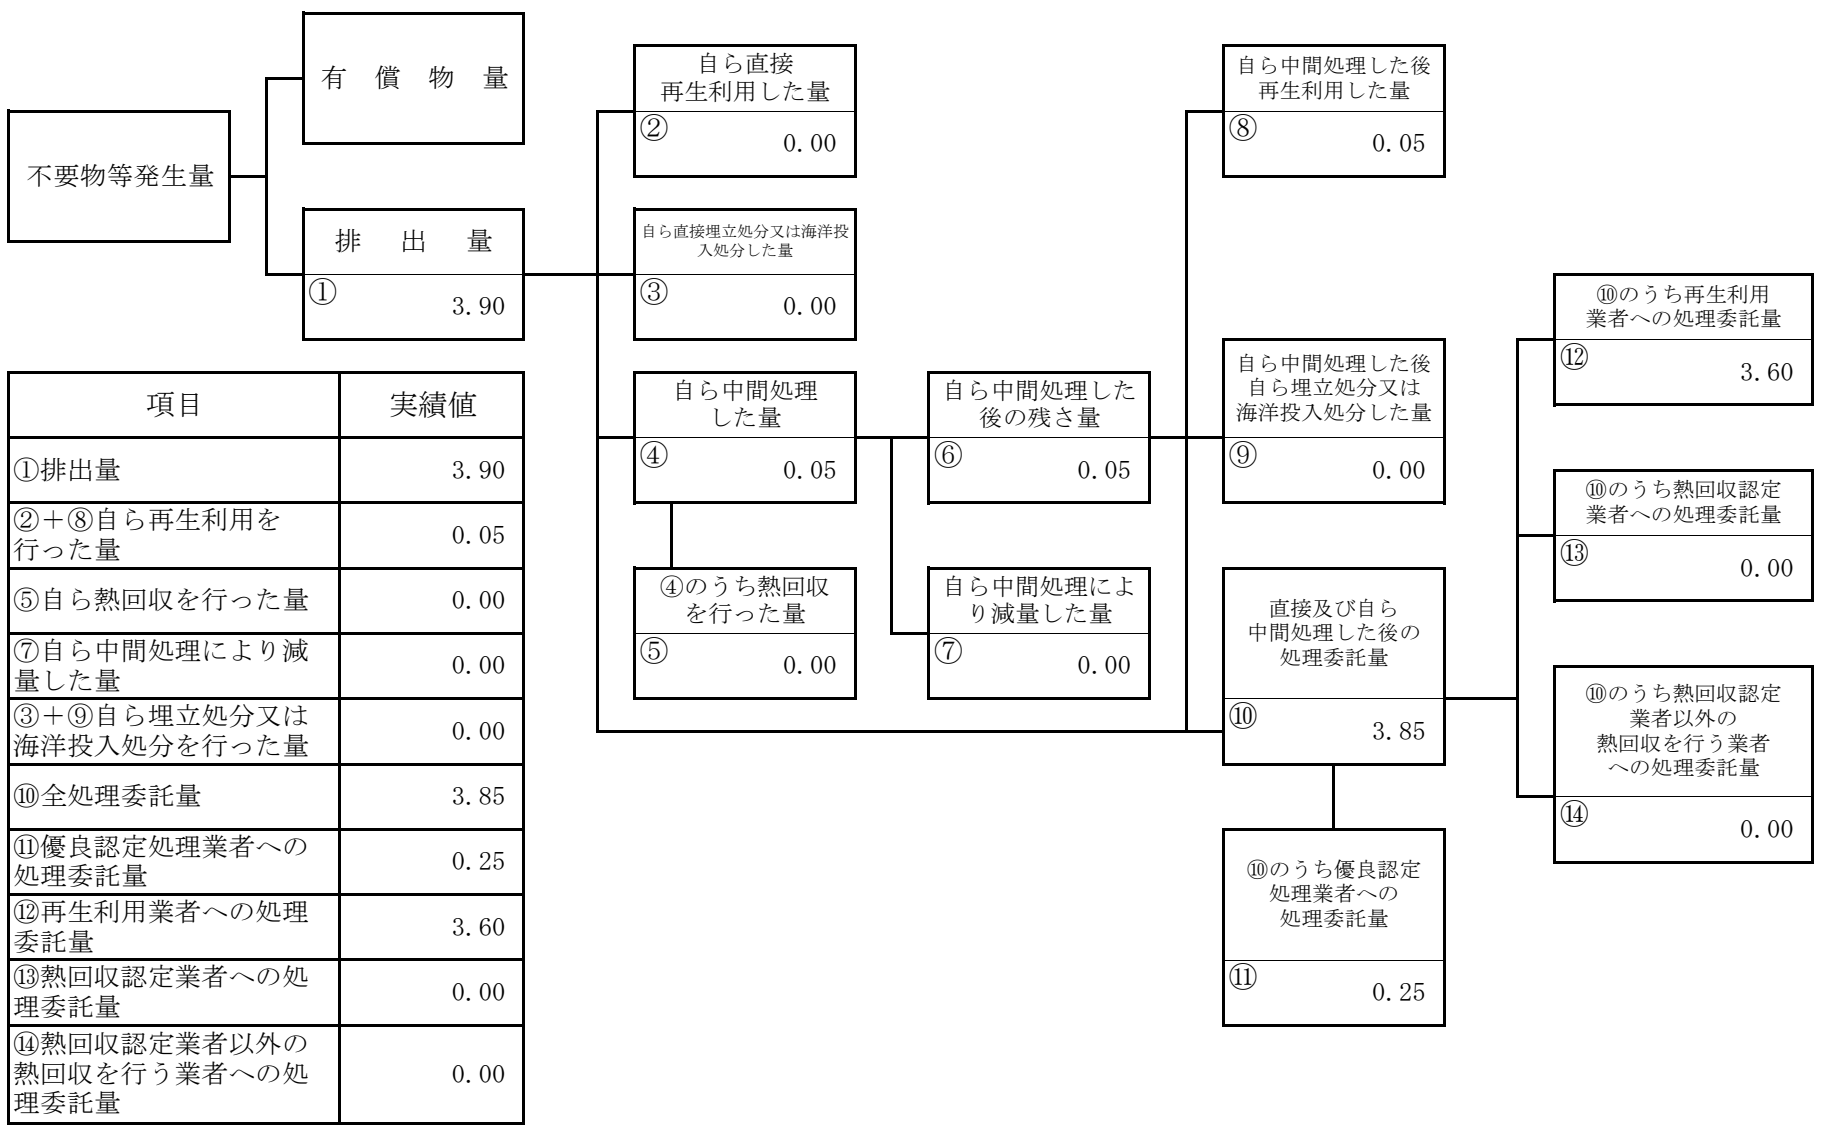 有償物量
不要物等発生量
排出量
①
3.90
自ら直接
再生利用した量
②
0.00
自ら直接埋立処分又は海洋投
入処分した量
③
0.00
自ら中間処理
した量
④
0.05
④のうち熱回収
を行った量
⑤
0.00
自ら中間処理した
後の残さ量
⑥
0.05
自ら中間処理によ
り減量した量
⑦
0.00
自ら中間処理した後
再生利用した量
⑧
0.05
自ら中間処理した後
自ら埋立処分又は
海洋投入処分した量
⑨
0.00
直接及び自ら
中間処理した後の
処理委託量
⑩
3.85
⑩のうち優良認定
処理業者への
処理委託量
⑪
0.25
⑩のうち再生利用
業者への処理委託量
⑫
3.60
⑩のうち熱回収認定
業者への処理委託量
⑬
0.00
⑩のうち熱回収認定
業者以外の
熱回収を行う業者
への処理委託量
⑭
0.00
項目 実績値
①排出量 3.90
②＋⑧自ら再生利用を
行った量 0.05
⑤自ら熱回収を行った量 0.00
⑦自ら中間処理により減
量した量 0.00
③＋⑨自ら埋立処分又は
海洋投入処分を行った量 0.00
⑩全処理委託量 3.85
⑪優良認定処理業者への
処理委託量 0.25
⑫再生利用業者への処理
委託量 3.60
⑬熱回収認定業者への処
理委託量 0.00
⑭熱回収認定業者以外の
熱回収を行う業者への処
理委託量 0.00